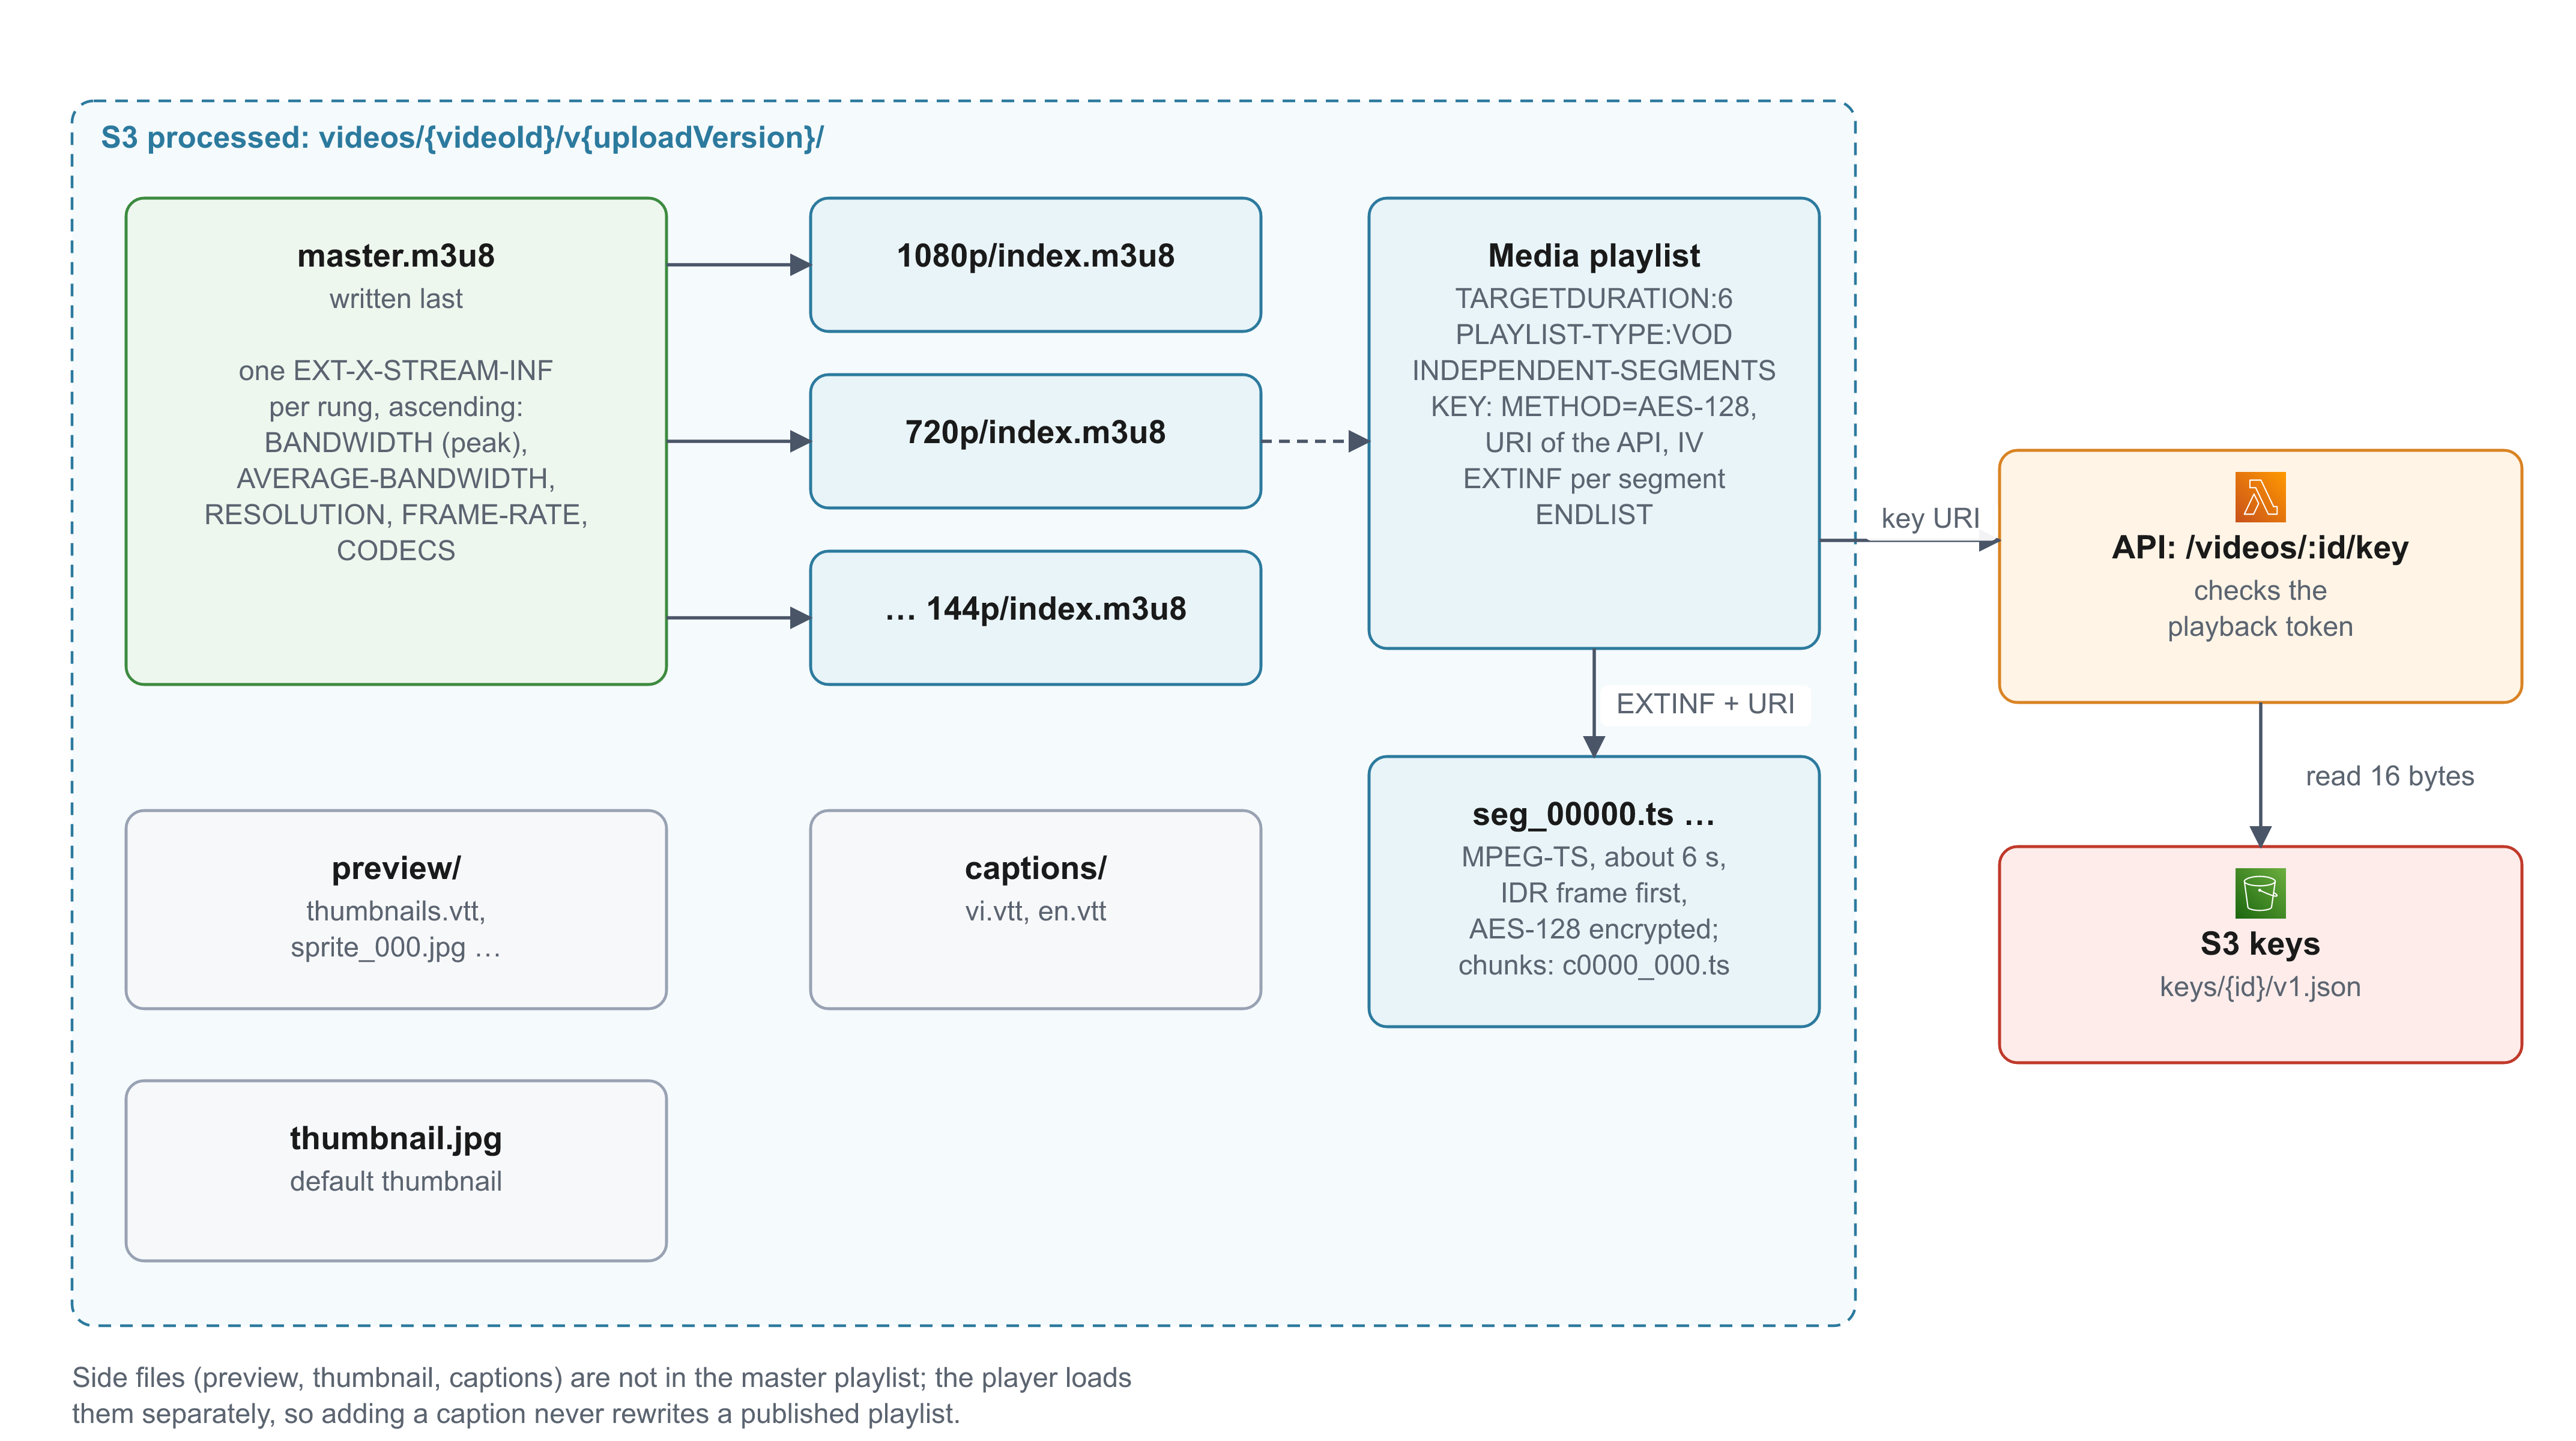 S3 processed: videos/{videoId}/v{uploadVersion}/
master.m3u8
written last
one EXT-X-STREAM-INF
per rung, ascending:
BANDWIDTH (peak),
AVERAGE-BANDWIDTH,
RESOLUTION, FRAME-RATE,
CODECS
1080p/index.m3u8
720p/index.m3u8
… 144p/index.m3u8
Media playlist
TARGETDURATION:6
PLAYLIST-TYPE:VOD
INDEPENDENT-SEGMENTS
KEY: METHOD=AES-128,
URI of the API, IV
EXTINF per segment
ENDLIST
key URI
API: /videos/:id/key
checks the
playback token
EXTINF + URI
read 16 bytes
preview/
thumbnails.vtt,
sprite_000.jpg …
captions/
vi.vtt, en.vtt
seg_00000.ts …
MPEG-TS, about 6 s,
IDR frame first,
AES-128 encrypted;
chunks: c0000_000.ts
S3 keys
keys/{id}/v1.json
thumbnail.jpg
default thumbnail
Side files (preview, thumbnail, captions) are not in the master playlist; the player loads
them separately, so adding a caption never rewrites a published playlist.